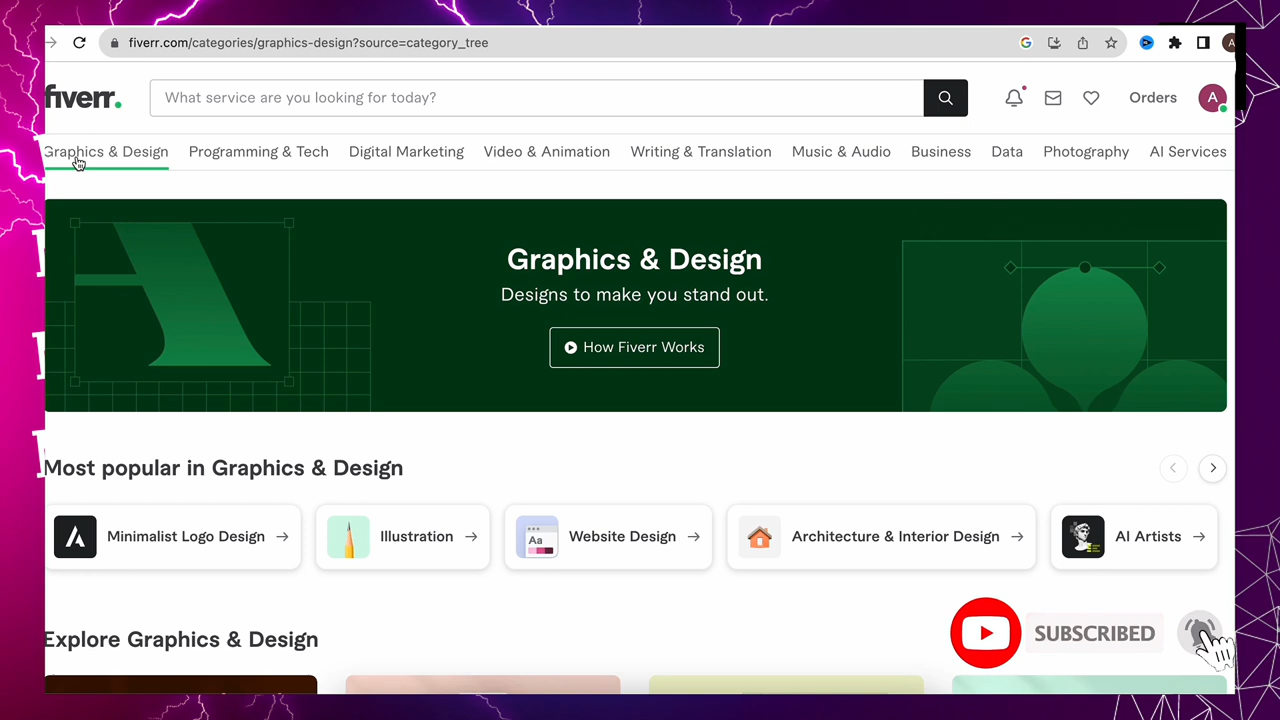 fiverr.com/categories/graphics-design?source=category_tree
A
fiverr.
What service are you looking for today?
Orders
A
Graphics & Design
Programming & Tech
Digital Marketing
Video & Animation
Writing & Translation
Music & Audio
Business
Data
Photography
AI Services
Graphics & Design
Designs to make you stand out.
How Fiverr Works
Most popular in Graphics & Design
Minimalist Logo Design
Illustration
Aa
Website Design
Architecture & Interior Design
AI Artists
Explore Graphics & Design
SUBSCRIBED